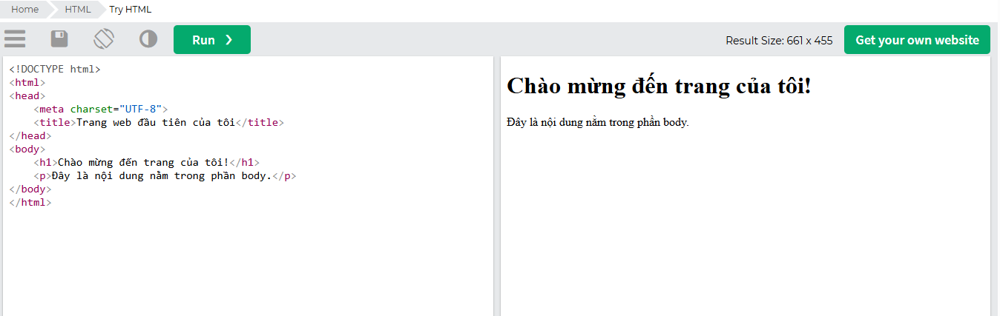 Home HTML Try HTML
Run ❯ Result Size: 661 x 455 Get your own website
<!DOCTYPE html>
<html>
<head>
    <meta charset="UTF-8">
    <title>Trang web đầu tiên của tôi</title>
</head>
<body>
    <h1>Chào mừng đến trang của tôi!</h1>
    <p>Đây là nội dung nằm trong phần body.</p>
</body>
</html>
Chào mừng đến trang của tôi!
Đây là nội dung nằm trong phần body.